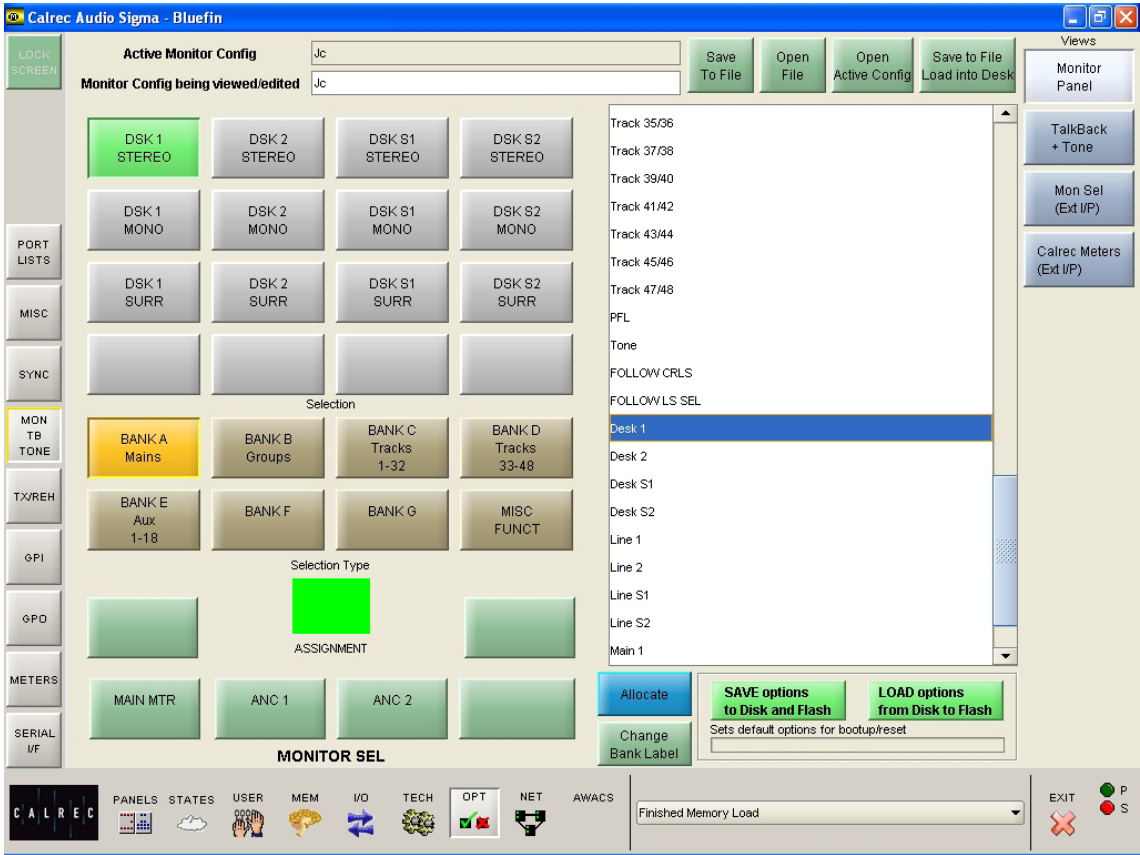 Calrec Audio Sigma - Bluefin
LOCK
SCREEN
PORT
LISTS
MISC
SYNC
MON
TB
TONE
TX/REH
GPI
GPO
METERS
SERIAL
I/F
Active Monitor Config
Jc
Monitor Config being viewed/edited
Jc
Save
To File
Open
File
Open
Active Config
Save to File
Load into Desk
DSK 1
STEREO
DSK 2
STEREO
DSK S1
STEREO
DSK S2
STEREO
DSK 1
MONO
DSK 2
MONO
DSK S1
MONO
DSK S2
MONO
DSK 1
SURR
DSK 2
SURR
DSK S1
SURR
DSK S2
SURR
Selection
BANK A
Mains
BANK B
Groups
BANK C
Tracks
1-32
BANK D
Tracks
33-48
BANK E
Aux
1-18
BANK F
BANK G
MISC
FUNCT
Selection Type
ASSIGNMENT
MAIN MTR
ANC 1
ANC 2
MONITOR SEL
Track 35/36
Track 37/38
Track 39/40
Track 41/42
Track 43/44
Track 45/46
Track 47/48
PFL
Tone
FOLLOW CRLS
FOLLOW LS SEL
Desk 1
Desk 2
Desk S1
Desk S2
Line 1
Line 2
Line S1
Line S2
Main 1
Allocate
Change
Bank Label
SAVE options
to Disk and Flash
LOAD options
from Disk to Flash
Sets default options for bootup/reset
Views
Monitor
Panel
TalkBack
+ Tone
Mon Sel
(Ext I/P)
Calrec Meters
(Ext I/P)
CALREC
PANELS
STATES
USER
MEM
I/O
TECH
OPT
NET
AWACS
Finished Memory Load
EXIT
P
S